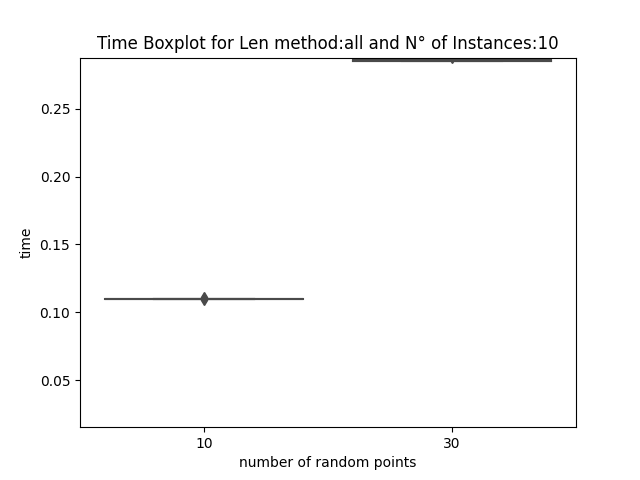 Time Boxplot for Len method:all and N° of Instances:10
0.25
0.20
0.15
0.10
0.05
time
10
30
number of random points